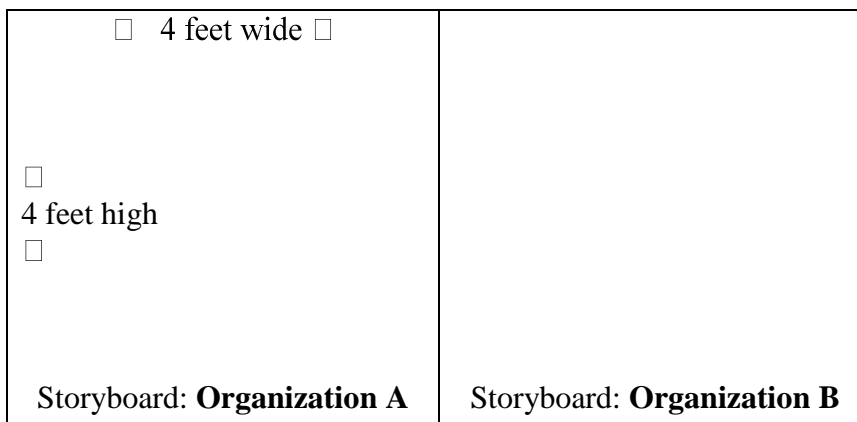 □ 4 feet wide □
□
4 feet high
□
Storyboard: Organization A
Storyboard: Organization B